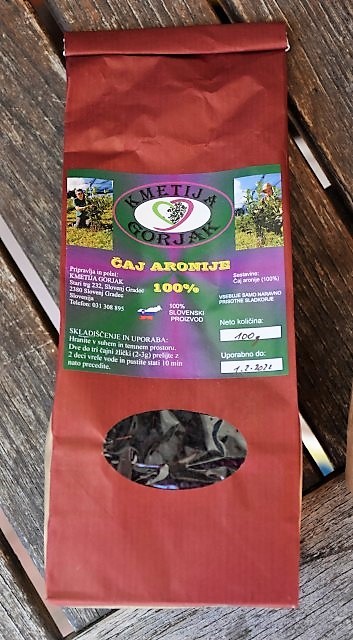 KMETIJA
GORJAK
ČAJ ARONIJE
100%
Pripravlja in polni:
KMETIJA GORJAK
Stari trg 232, Slovenj Gradec
2380 Slovenj Gradec
Slovenija
Telefon: 031 308 895
100%
SLOVENSKI
PROIZVOD
Sestavine:
Čaj aronije (100%)
VSEBUJE SAMO NARAVNO
PRISOTNE SLADKORJE
Neto količina:
100g
Uporabno do:
1.2.2022
SKLADIŠČENJE IN UPORABA:
Hranite v suhem in temnem prostoru.
Dve do tri čajni žlički (2-3g) prelijte z
2 deci vrele vode in pustite stati 10 min
nato precedite.